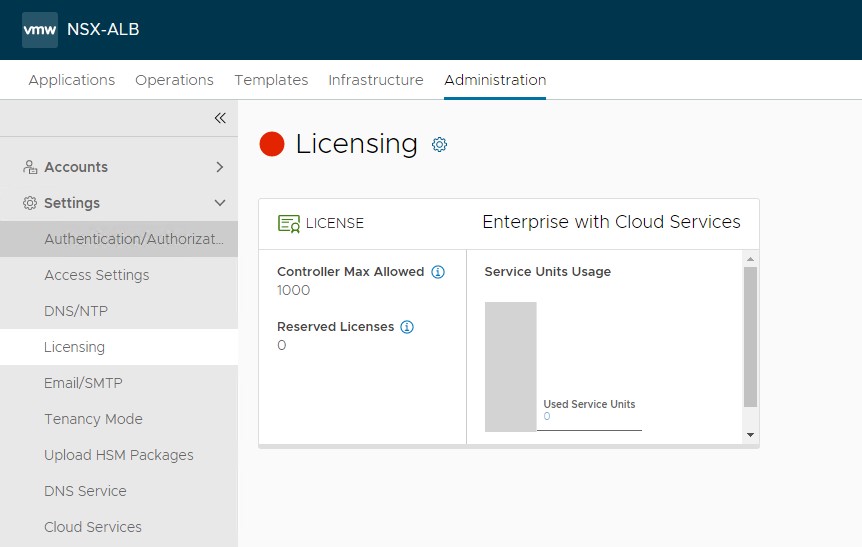 vmw NSX-ALB
Applications Operations Templates Infrastructure Administration
Accounts
Settings
Authentication/Authorizat...
Access Settings
DNS/NTP
Licensing
Email/SMTP
Tenancy Mode
Upload HSM Packages
DNS Service
Cloud Services
Licensing
LICENSE Enterprise with Cloud Services
Controller Max Allowed
1000
Reserved Licenses
0
Service Units Usage
Used Service Units
0